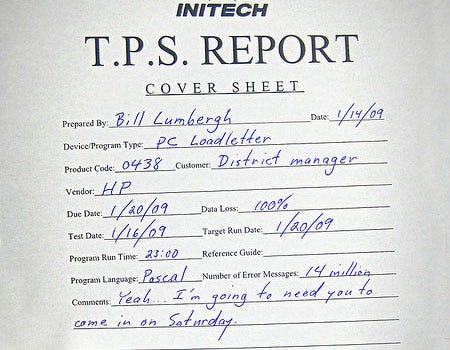 INITECH
T.P.S. REPORT
COVER SHEET
Prepared By: Bill Lumbergh Date: 1/14/09
Device/Program Type: PC Loadletter
Product Code: 0438 Customer: District manager
Vendor: HP
Due Date: 1/20/09 Data Loss: 100%
Test Date: 1/16/09 Target Run Date: 1/20/09
Program Run Time: 23:00 Reference Guide:
Program Language: Pascal Number of Error Messages: 14 million
Comments: Yeah... I'm going to need you to
come in on Saturday.